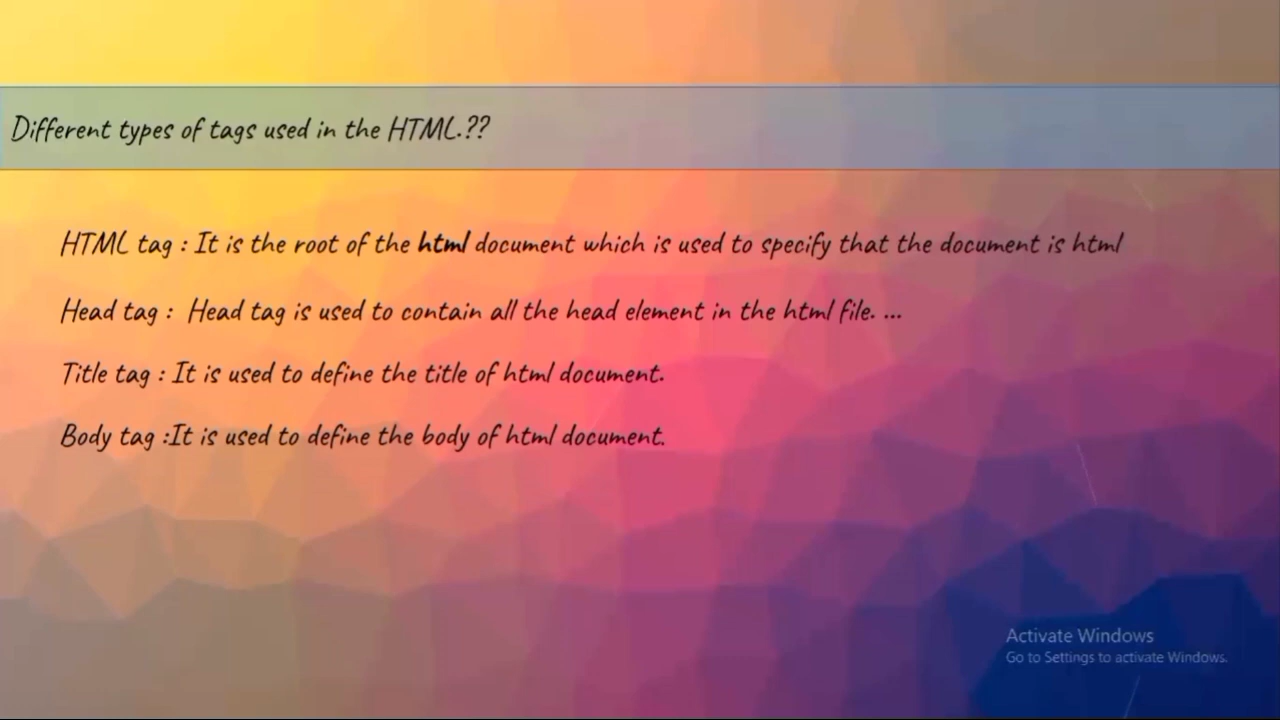 Different types of tags used in the HTML.??
HTML tag : It is the root of the html document which is used to specify that the document is html
Head tag : Head tag is used to contain all the head element in the html file. ...
Title tag : It is used to define the title of html document.
Body tag :It is used to define the body of html document.
Activate Windows
Go to Settings to activate Windows.